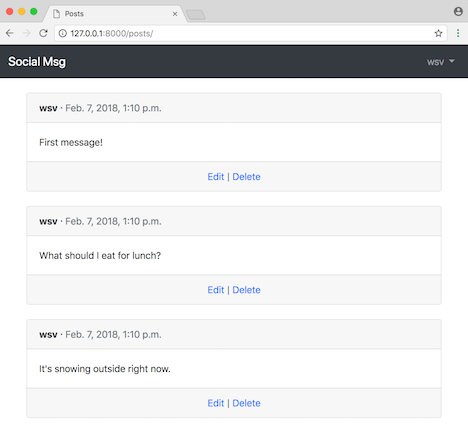 Posts
127.0.0.1:8000/posts/
Social Msg
wsv
wsv · Feb. 7, 2018, 1:10 p.m.
First message!
Edit | Delete
wsv · Feb. 7, 2018, 1:10 p.m.
What should I eat for lunch?
Edit | Delete
wsv · Feb. 7, 2018, 1:10 p.m.
It's snowing outside right now.
Edit | Delete